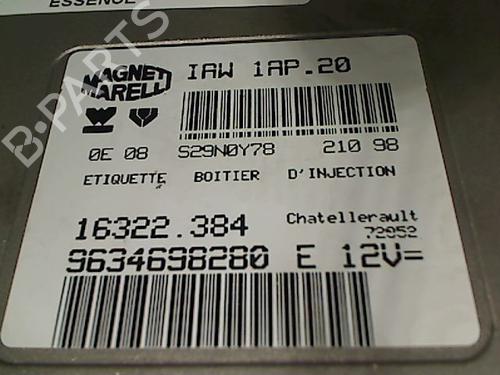 ESSENCE
MAGNETI MARELLI
IAW 1AP.20
0E 08 S29N0Y78 210 98
ETIQUETTE BOITIER D'INJECTION
16322.384 Chatellerault
72952
9634698280 E 12V=
B-PARTS